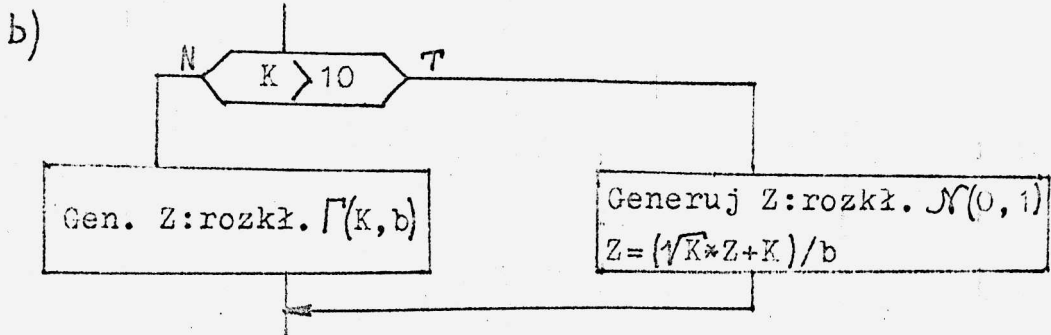 b)
N K > 10 T
Gen. Z:rozkł. Γ(K,b)
Generuj Z:rozkł. 𝒩(0,1)
Z=(√K*Z+K)/b